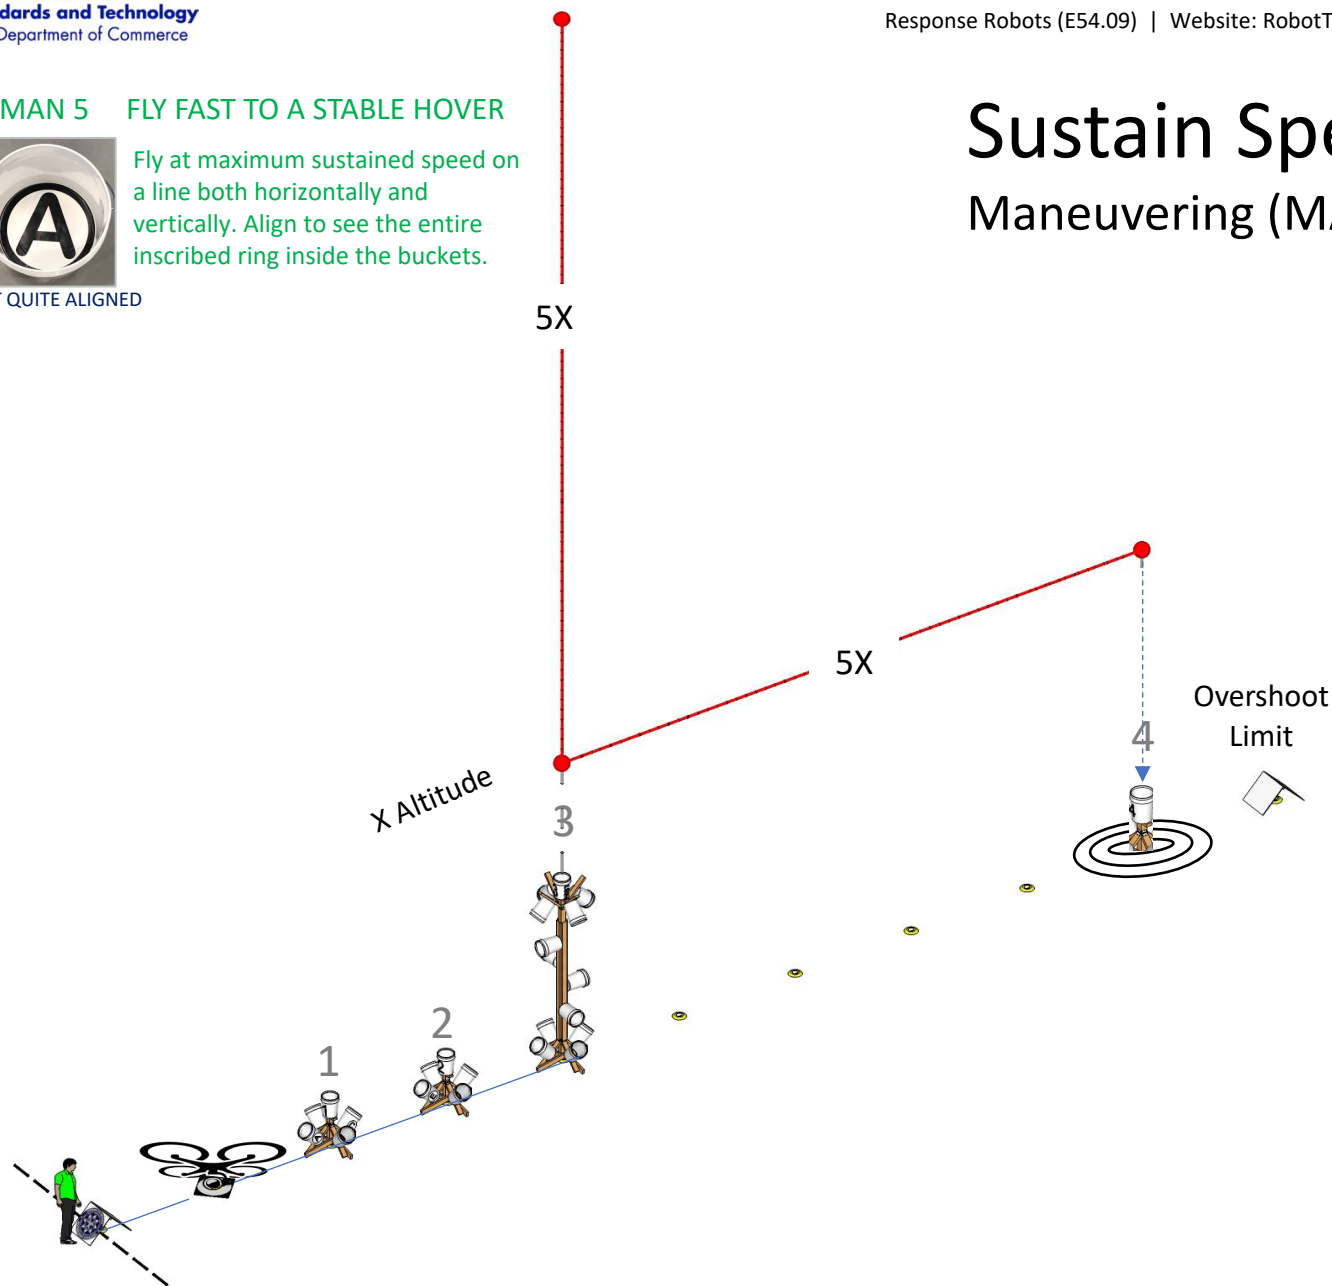 dards and Technology
Department of Commerce
Response Robots (E54.09) | Website: RobotT
MAN 5 FLY FAST TO A STABLE HOVER
Fly at maximum sustained speed on
a line both horizontally and
vertically. Align to see the entire
inscribed ring inside the buckets.
A
T QUITE ALIGNED
Sustain Spe
Maneuvering (MA
5X
5X
Overshoot
Limit
4
4
X Altitude
3
2
1